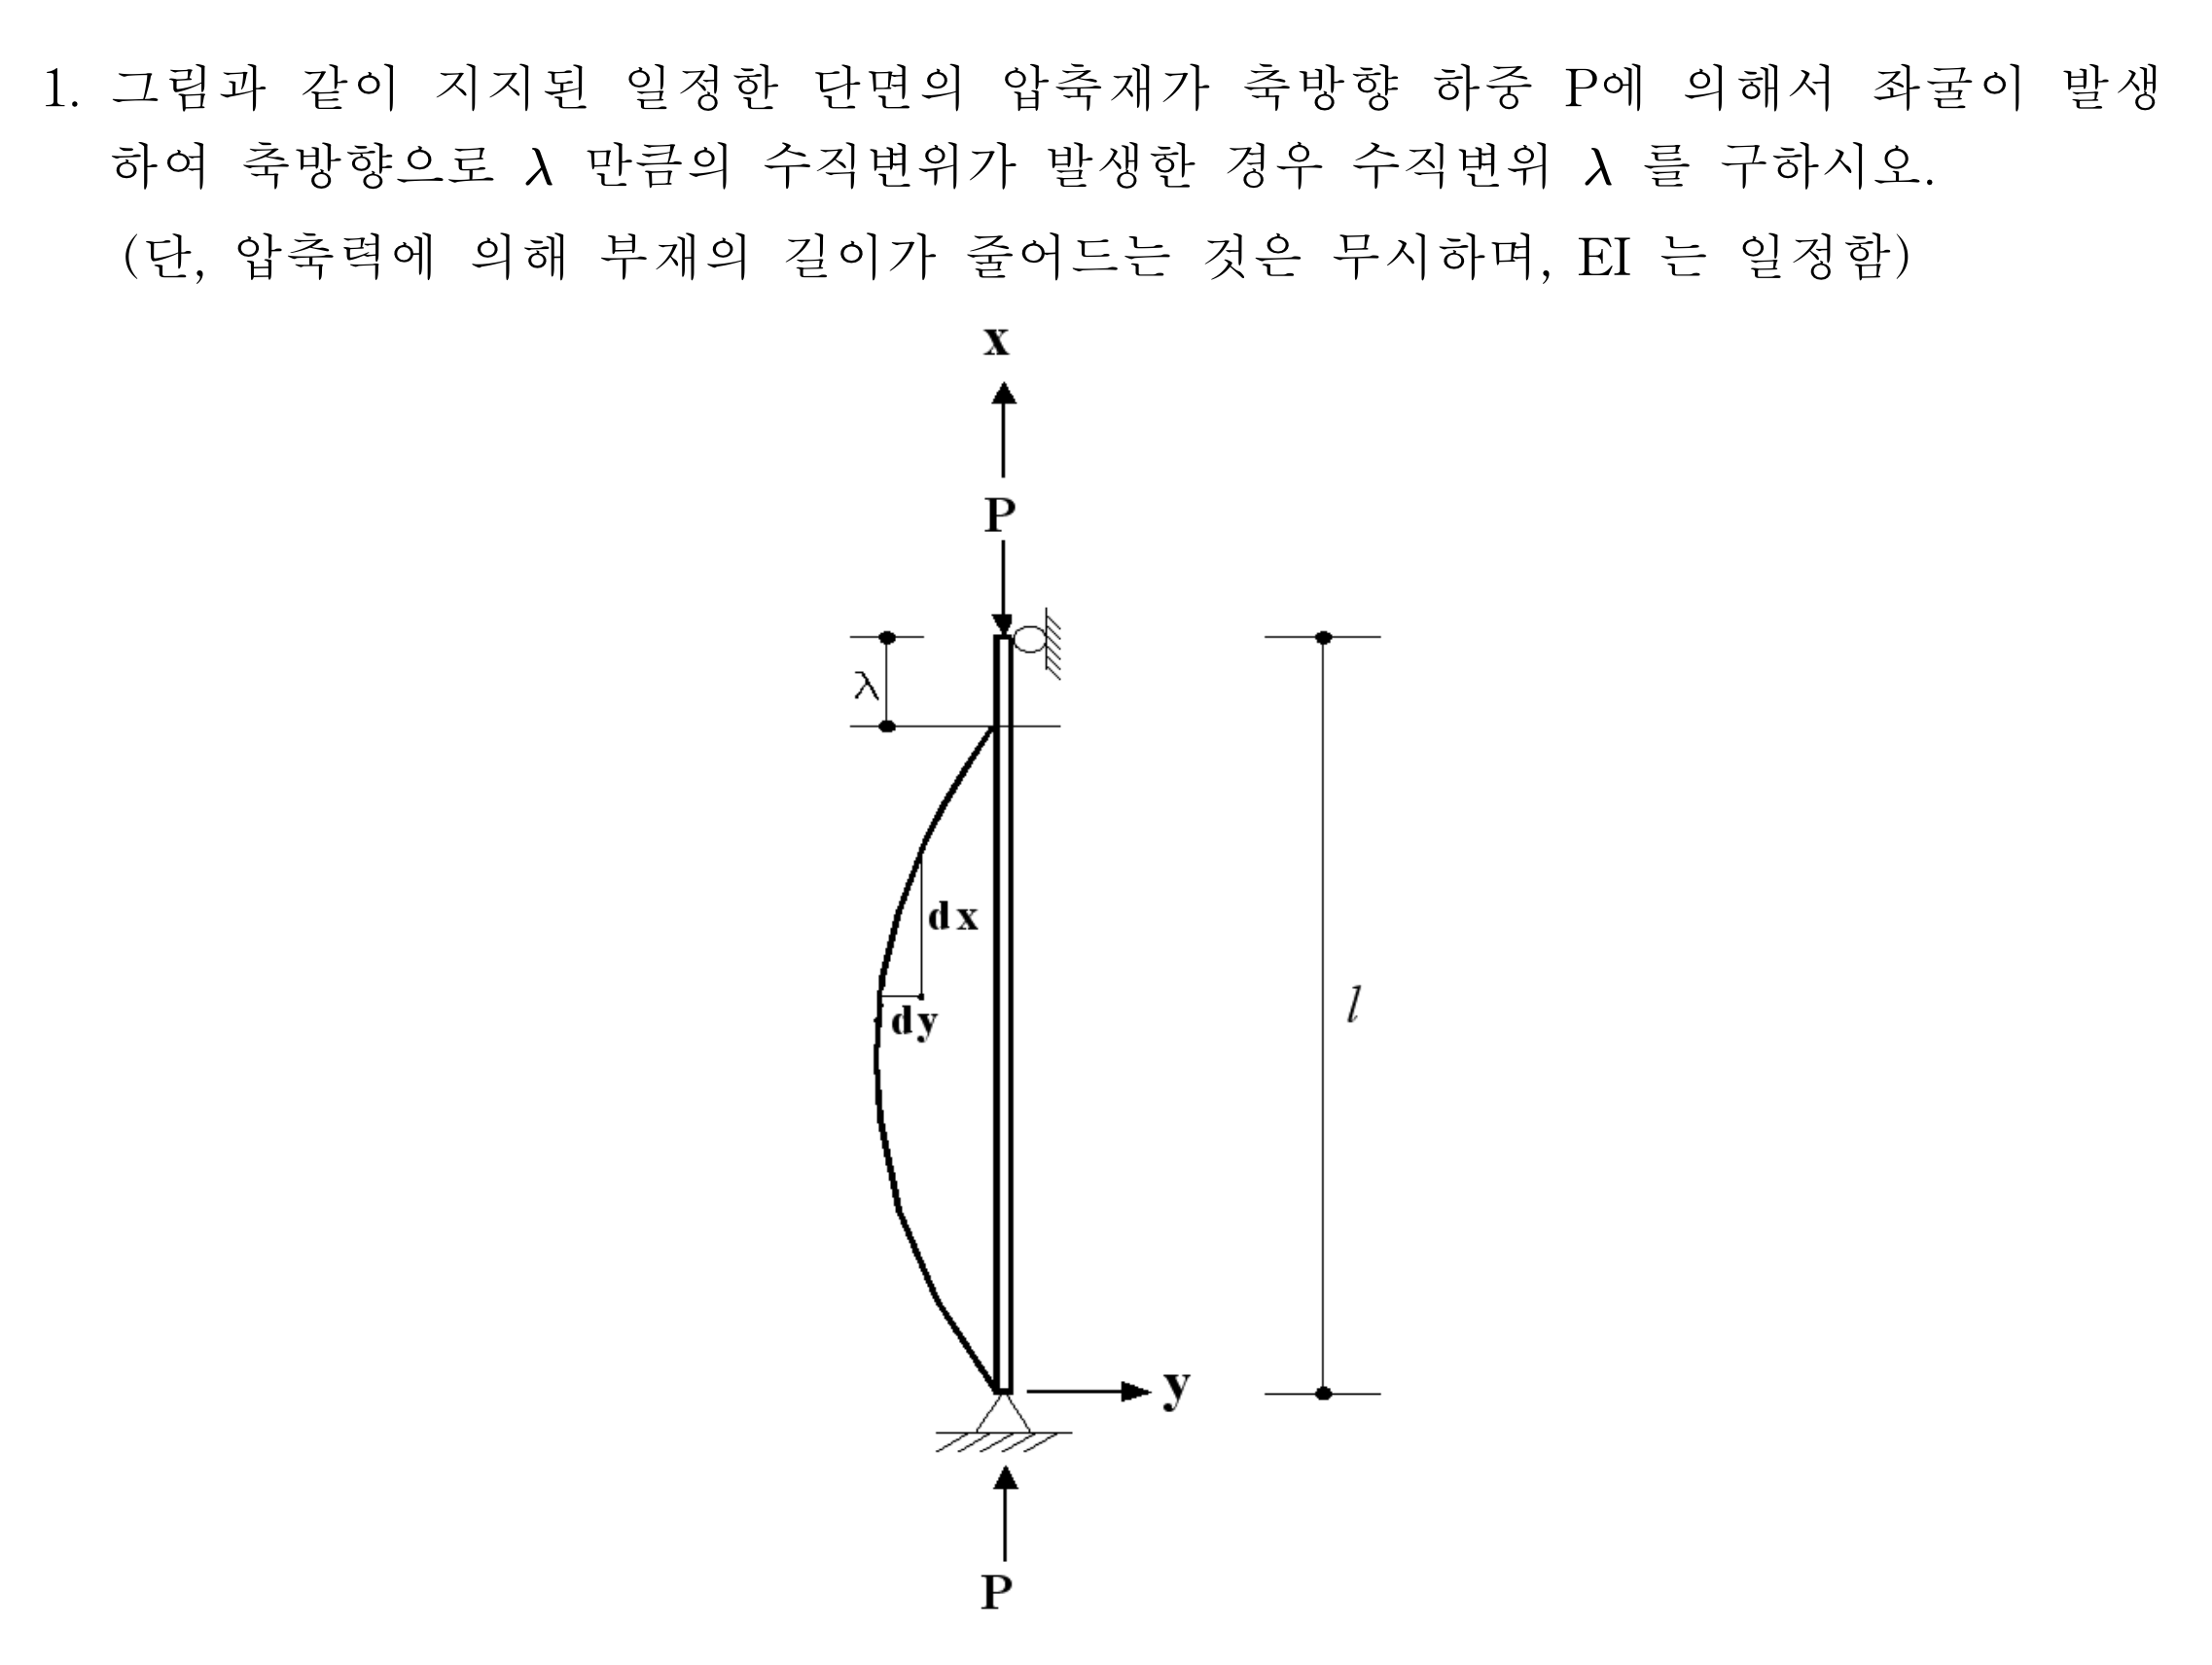 1. 그림과 같이 지지된 일정한 단면의 압축재가 축방향 하중 P에 의해서 좌굴이 발생
하여 축방향으로 λ 만큼의 수직변위가 발생한 경우 수직변위 λ 를 구하시오.
(단, 압축력에 의해 부재의 길이가 줄어드는 것은 무시하며, EI 는 일정함)
x
P
λ
dx
dy
l
y
P